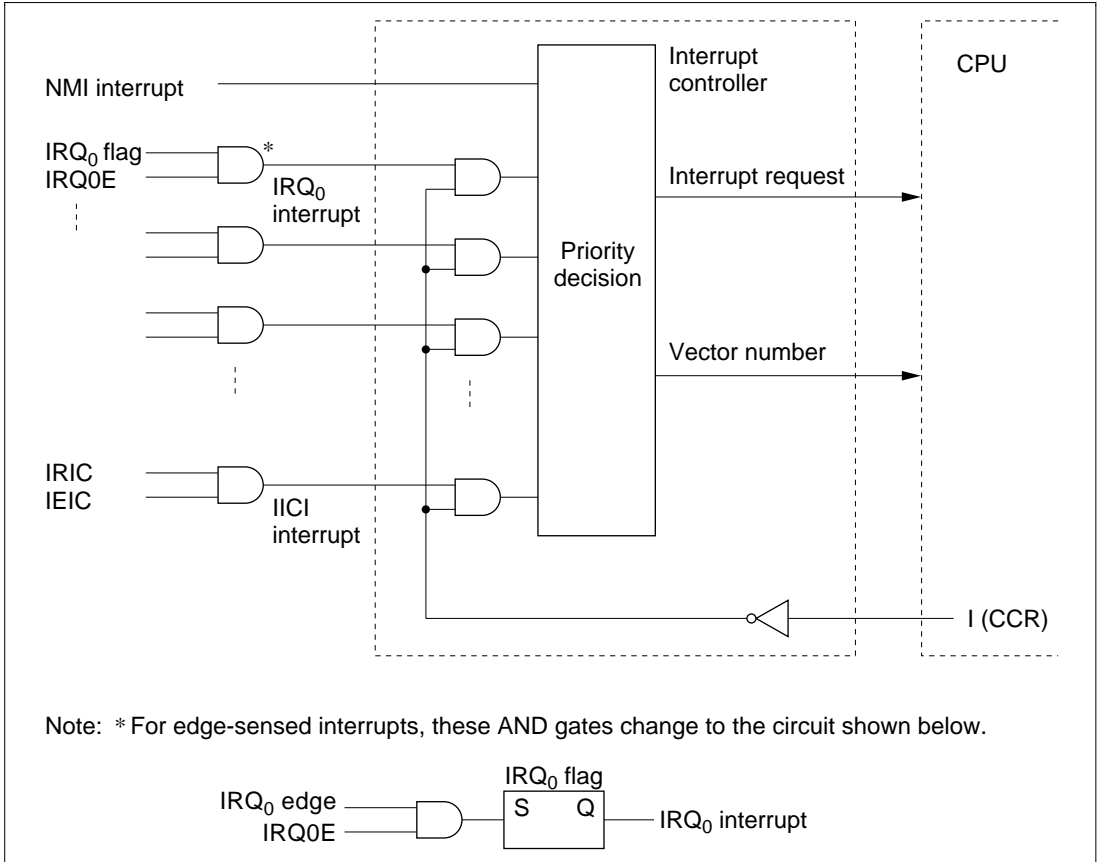 NMI interrupt
Interrupt
controller
CPU
IRQ0 flag
IRQ0E
*
IRQ0
interrupt
Interrupt request
Priority
decision
Vector number
IRIC
IEIC
IICI
interrupt
I (CCR)
Note: * For edge-sensed interrupts, these AND gates change to the circuit shown below.
IRQ0 flag
IRQ0 edge
IRQ0E
S Q
IRQ0 interrupt